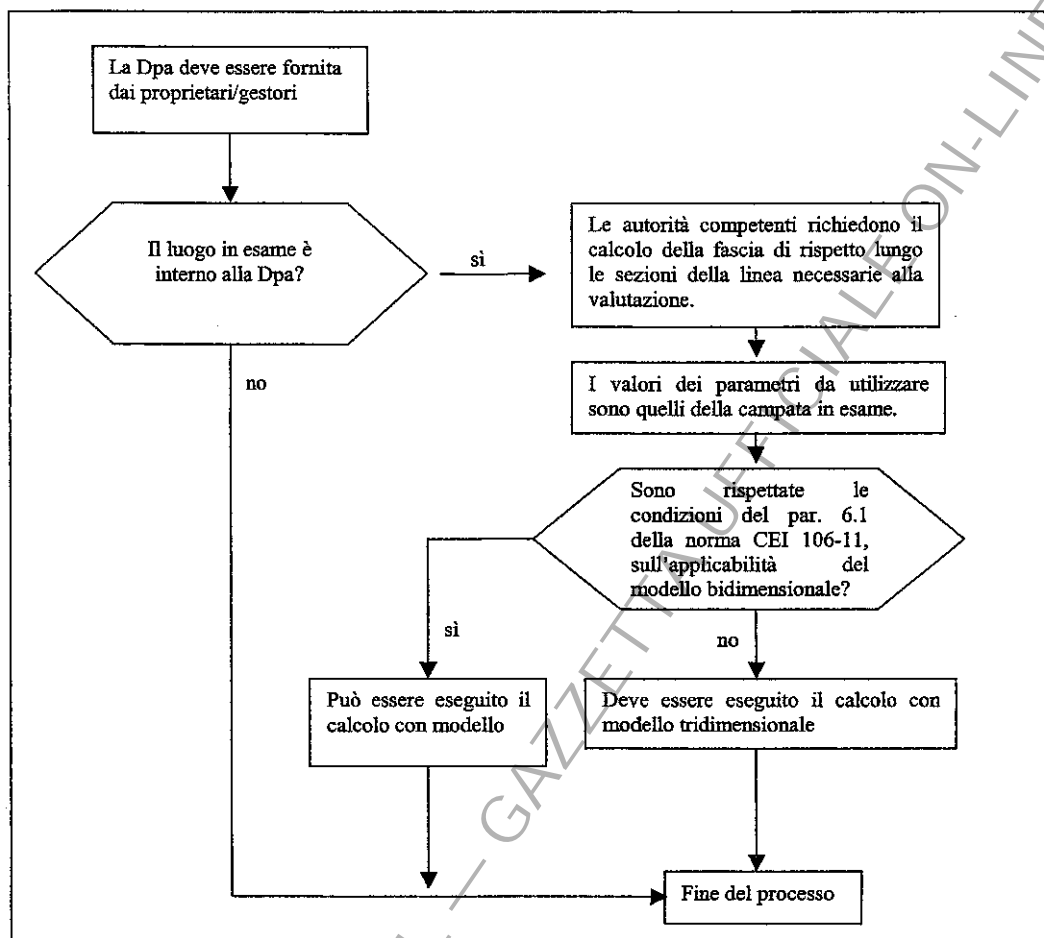 La Dpa deve essere fornita
dai proprietari/gestori
Il luogo in esame è
interno alla Dpa?
sì
no
Le autorità competenti richiedono il
calcolo della fascia di rispetto lungo
le sezioni della linea necessarie alla
valutazione.
I valori dei parametri da utilizzare
sono quelli della campata in esame.
Sono rispettate le
condizioni del par. 6.1
della norma CEI 106-11,
sull'applicabilità del
modello bidimensionale?
sì
no
Può essere eseguito il
calcolo con modello
Deve essere eseguito il calcolo con
modello tridimensionale
Fine del processo
— GAZZETTA UFFICIALE ON-LINE